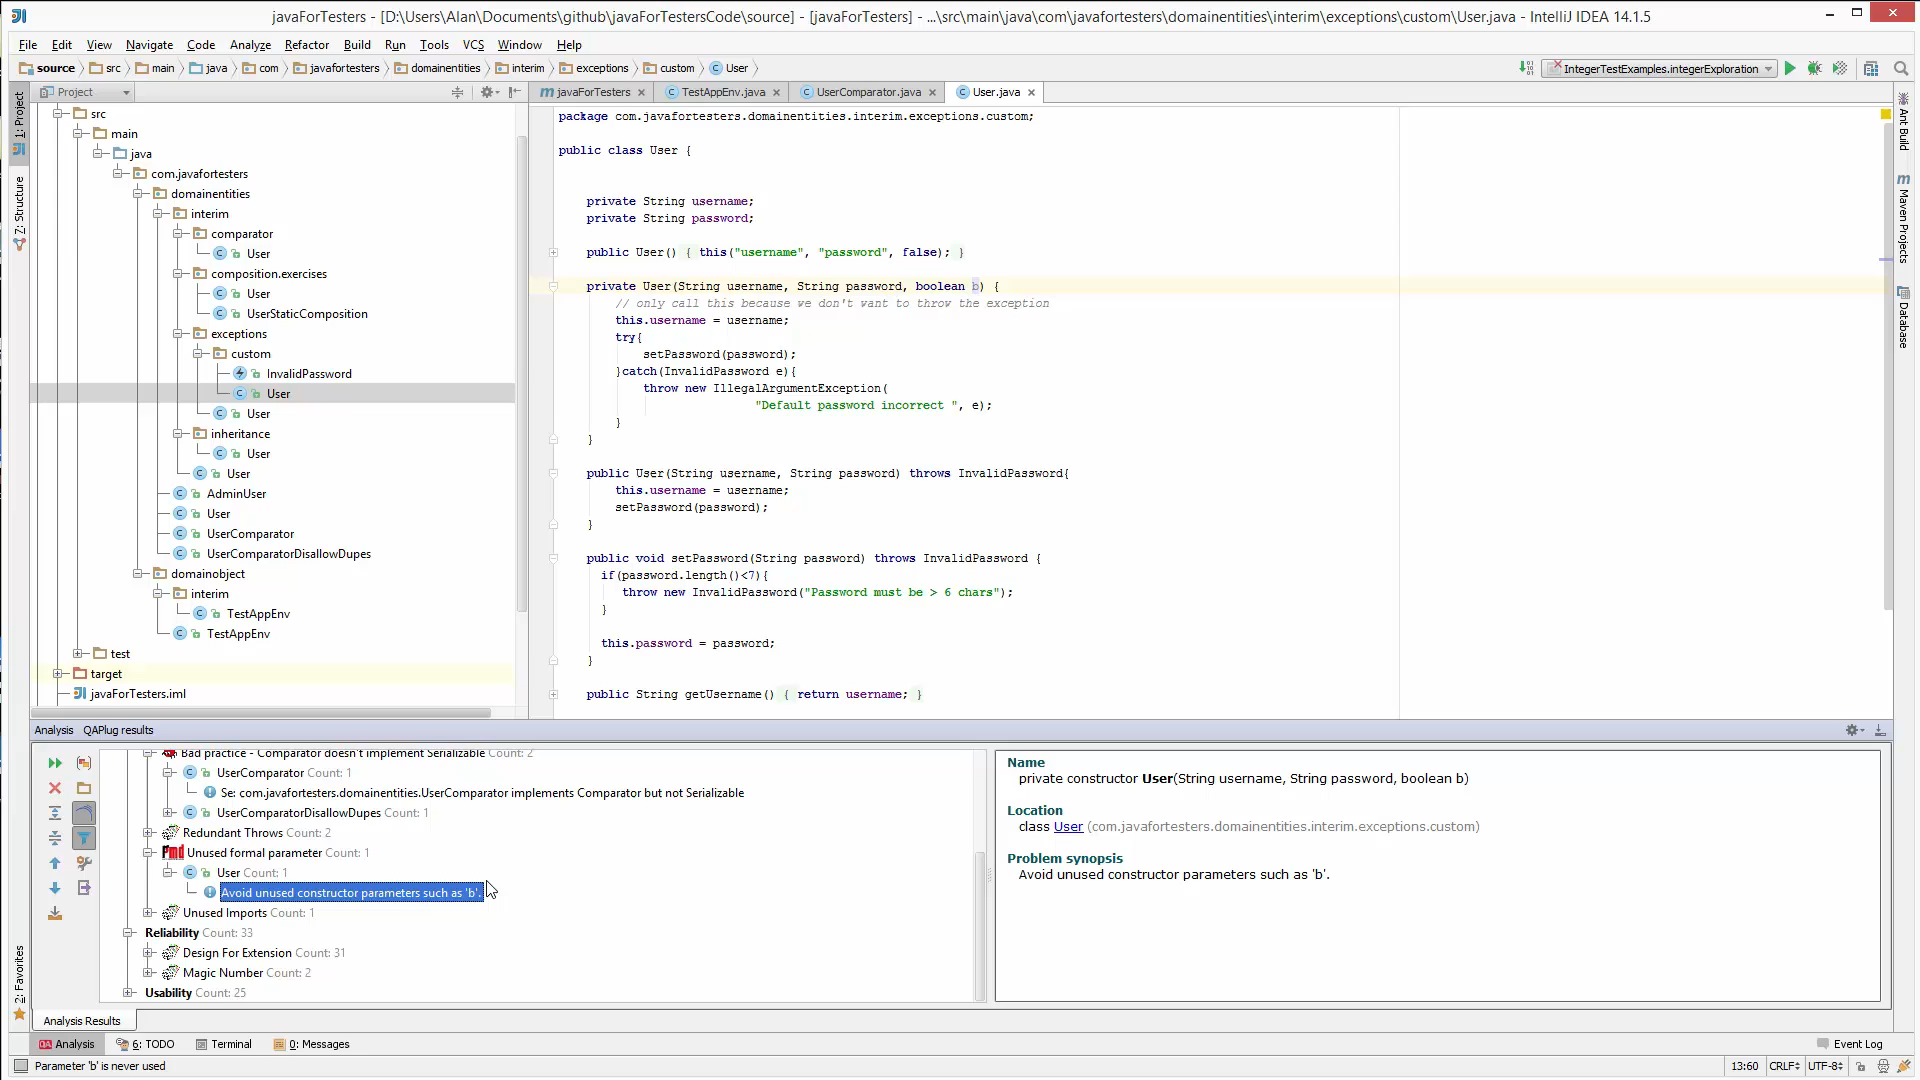 javaForTesters - [D:\Users\Alan\Documents\github\javaForTestersCode\source] - [javaForTesters] - ...\src\main\java\com\javafortesters\domainentities\interim\exceptions\custom\User.java - IntelliJ IDEA 14.1.5
File Edit View Navigate Code Analyze Refactor Build Run Tools VCS Window Help
source src main java com javafortesters domainentities interim exceptions custom User
IntegerTestExamples.integerExploration
Project
javaForTesters TestAppEnv.java UserComparator.java User.java
1: Project
Z: Structure
2: Favorites
src
main
java
com.javafortesters
domainentities
interim
comparator
User
composition.exercises
User
UserStaticComposition
exceptions
custom
InvalidPassword
User
User
inheritance
User
User
AdminUser
User
UserComparator
UserComparatorDisallowDupes
domainobject
interim
TestAppEnv
TestAppEnv
test
target
javaForTesters.iml
package com.javafortesters.domainentities.interim.exceptions.custom;
public class User {
private String username;
private String password;
public User() { this("username", "password", false); }
private User(String username, String password, boolean b) {
// only call this because we don't want to throw the exception
this.username = username;
try{
setPassword(password);
}catch(InvalidPassword e){
throw new IllegalArgumentException(
"Default password incorrect ", e);
}
}
public User(String username, String password) throws InvalidPassword{
this.username = username;
setPassword(password);
}
public void setPassword(String password) throws InvalidPassword {
if(password.length()<7){
throw new InvalidPassword("Password must be > 6 chars");
}
this.password = password;
}
public String getUsername() { return username; }
Ant Build
m Maven Projects
Database
Analysis QAPlug results
Bad practice - Comparator doesn't implement Serializable Count: 2
UserComparator Count: 1
Se: com.javafortesters.domainentities.UserComparator implements Comparator but not Serializable
UserComparatorDisallowDupes Count: 1
Redundant Throws Count: 2
Pmd Unused formal parameter Count: 1
User Count: 1
Avoid unused constructor parameters such as 'b'.
Unused Imports Count: 1
Reliability Count: 33
Design For Extension Count: 31
Magic Number Count: 2
Usability Count: 25
Name
private constructor User(String username, String password, boolean b)
Location
class User (com.javafortesters.domainentities.interim.exceptions.custom)
Problem synopsis
Avoid unused constructor parameters such as 'b'.
Analysis Results
QA Analysis 6: TODO Terminal 0: Messages Event Log
Parameter 'b' is never used 13:60 CRLF UTF-8